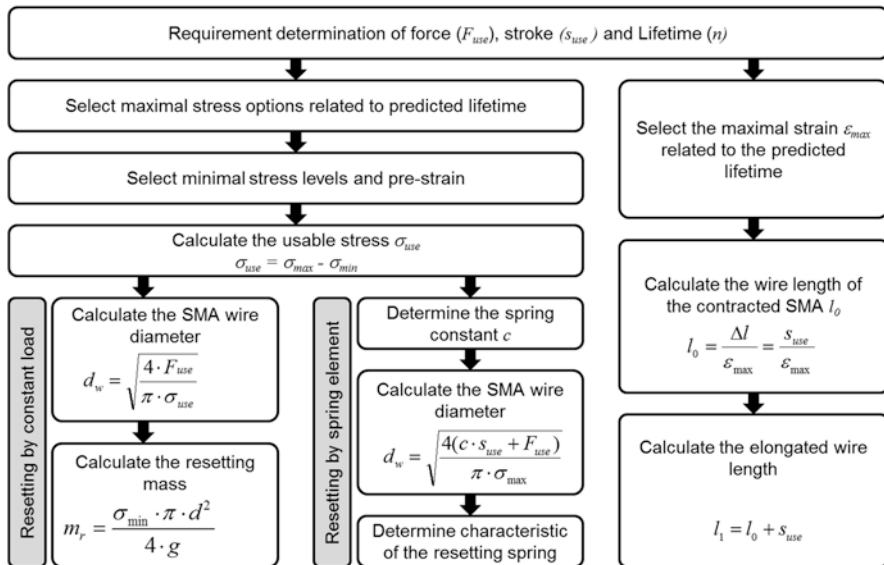 Requirement determination of force (F_use), stroke (s_use) and Lifetime (n)
Select maximal stress options related to predicted lifetime
Select minimal stress levels and pre-strain
Calculate the usable stress σ_use
σ_use = σ_max - σ_min
Resetting by constant load
Calculate the SMA wire
diameter
d_w = √(4·F_use / π·σ_use)
Calculate the resetting
mass
m_r = σ_min·π·d² / 4·g
Resetting by spring element
Determine the spring
constant c
Calculate the SMA wire
diameter
d_w = √(4(c·s_use + F_use) / π·σ_max)
Determine characteristic
of the resetting spring
Select the maximal strain ε_max
related to the predicted
lifetime
Calculate the wire length of
the contracted SMA l_0
l_0 = Δl / ε_max = s_use / ε_max
Calculate the elongated wire
length
l_1 = l_0 + s_use